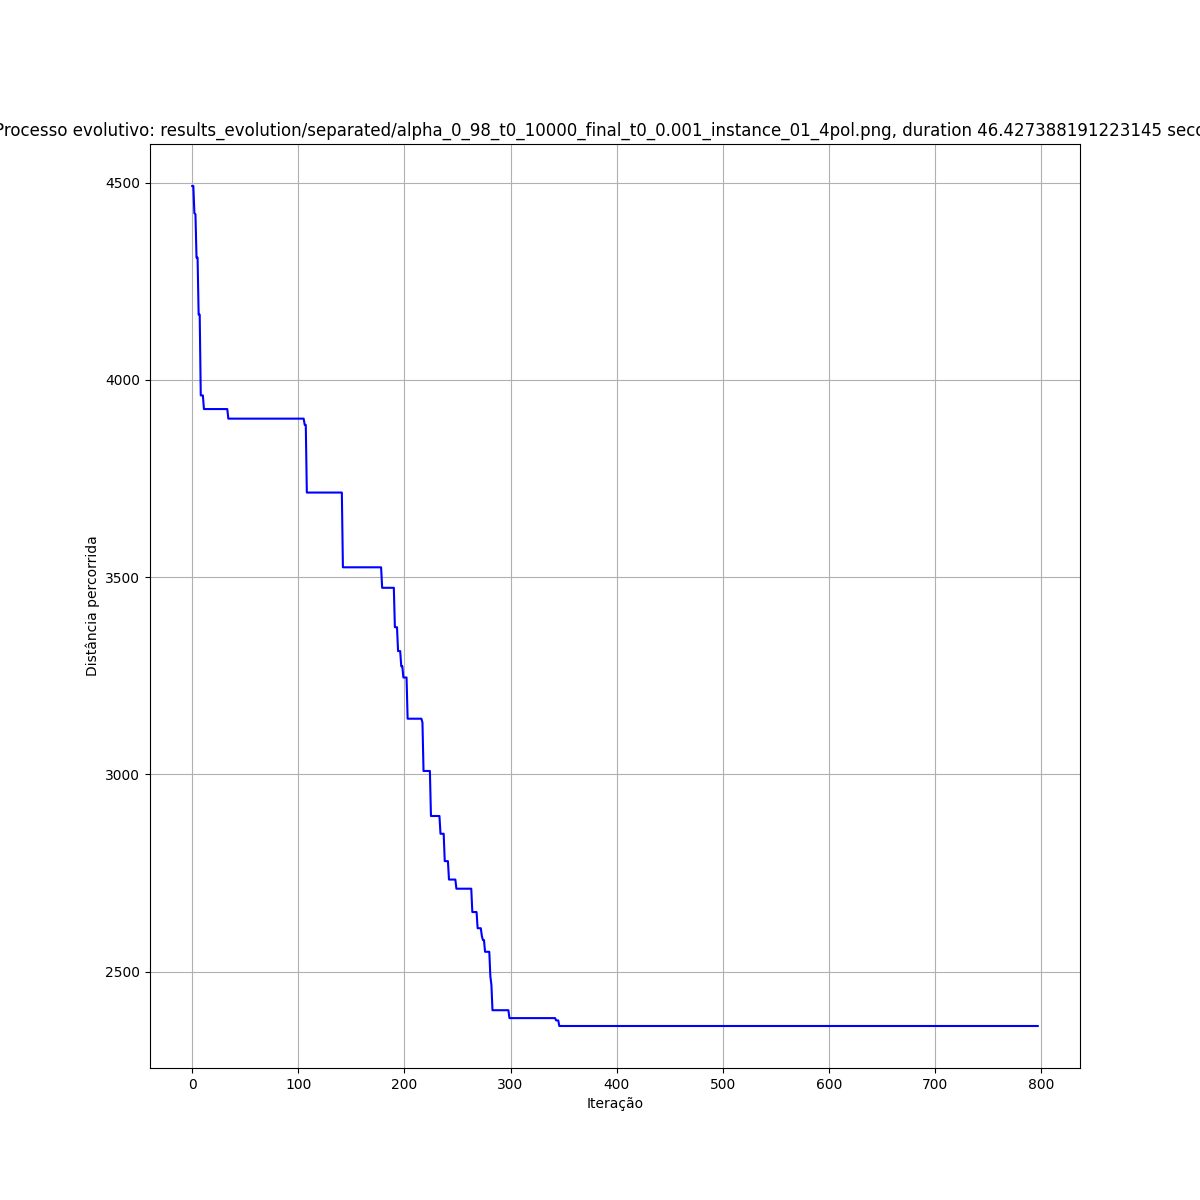 Processo evolutivo: results_evolution/separated/alpha_0_98_t0_10000_final_t0_0.001_instance_01_4pol.png, duration 46.427388191223145 seco
4500
4000
3500
3000
2500
Distância percorrida
0 100 200 300 400 500 600 700 800
Iteração